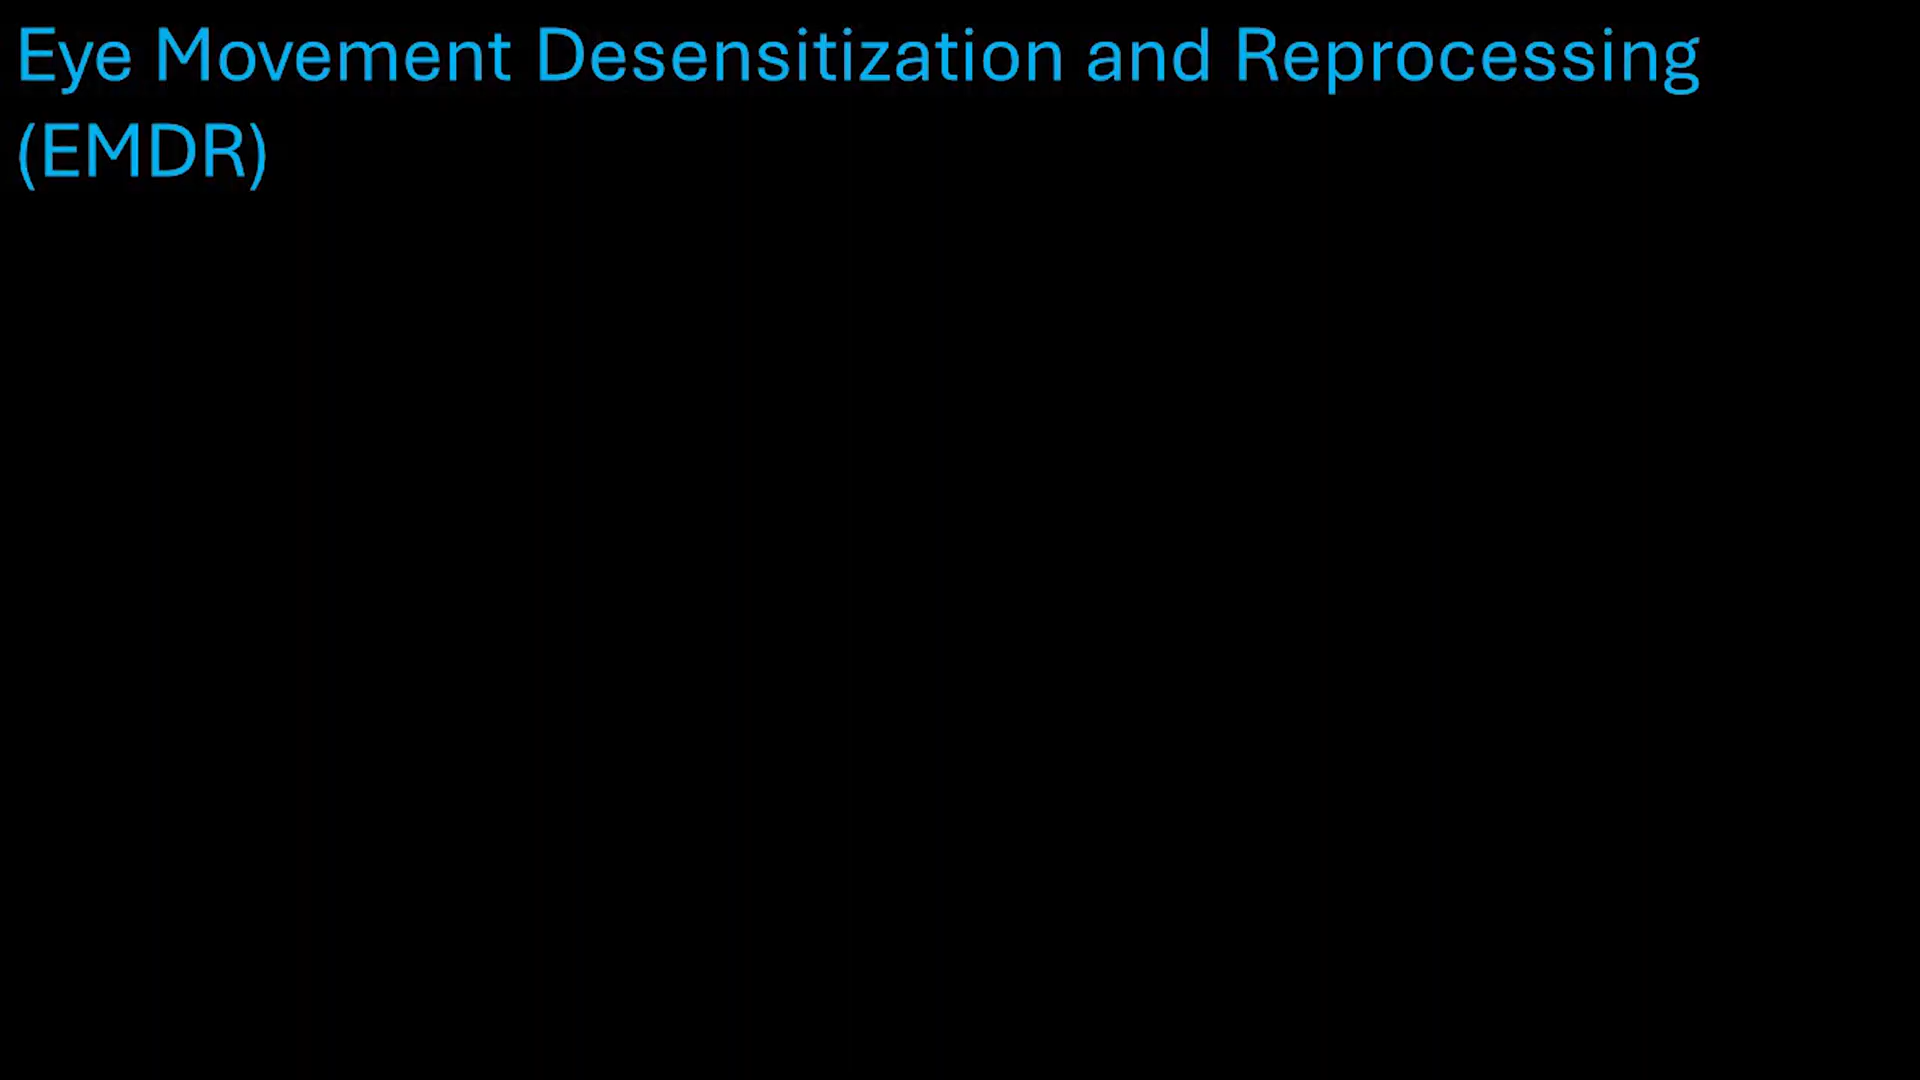 Eye Movement Desensitization and Reprocessing
(EMDR)